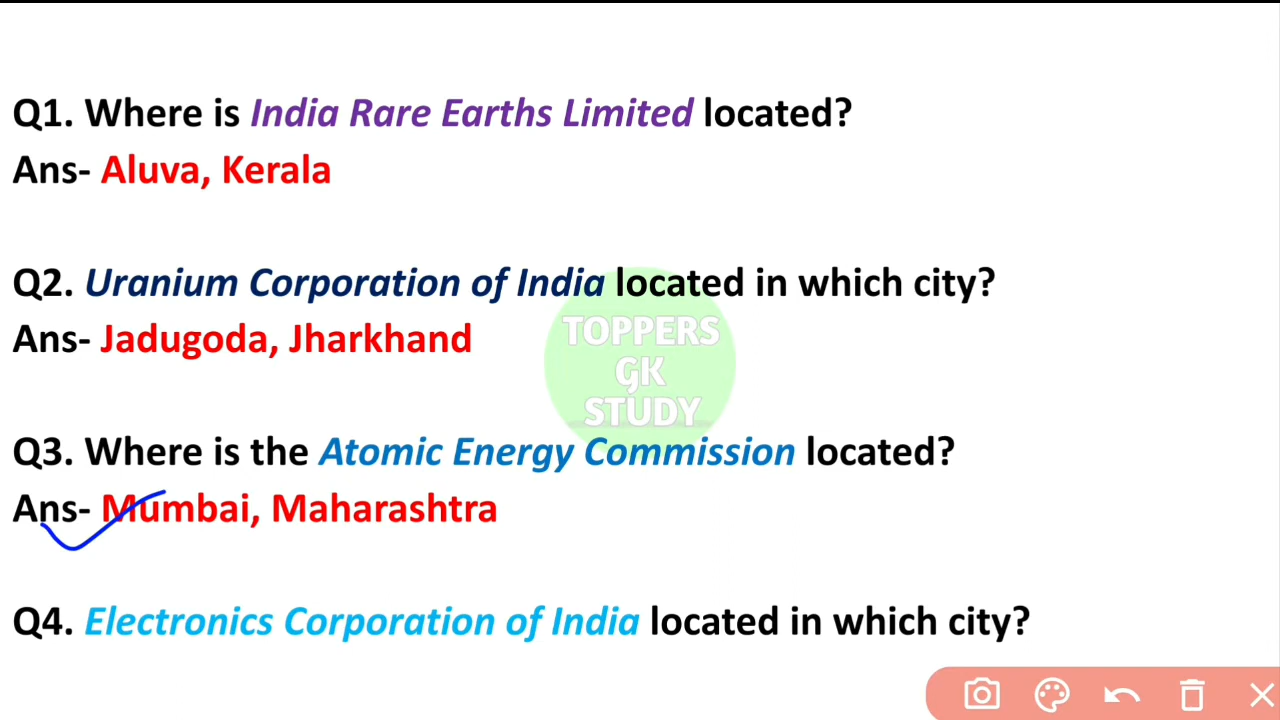 Q1. Where is India Rare Earths Limited located?
Ans- Aluva, Kerala
Q2. Uranium Corporation of India located in which city?
Ans- Jadugoda, Jharkhand
TOPPERS
GK
STUDY
Q3. Where is the Atomic Energy Commission located?
Ans- Mumbai, Maharashtra
Q4. Electronics Corporation of India located in which city?